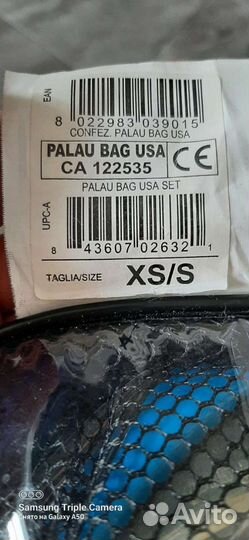 EAN
8 022983 039015
CONFEZ. PALAU BAG USA
PALAU BAG USA
CA 122535
CE
PALAU BAG USA SET
UPC-A
8 43607 02632 1
TAGLIA/SIZE XS/S
Samsung Triple Camera
Снято на Galaxy A50
Avito